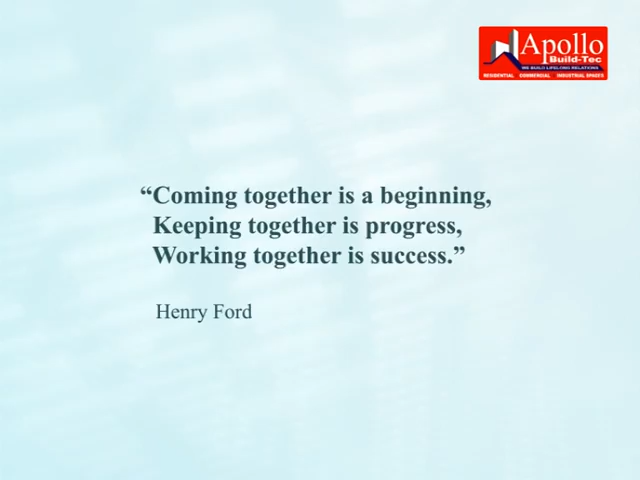 Apollo
Build-Tec
WE BUILD LIFELONG RELATIONS
RESIDENTIAL COMMERCIAL INDUSTRIAL SPACES
“Coming together is a beginning,
Keeping together is progress,
Working together is success.”
Henry Ford